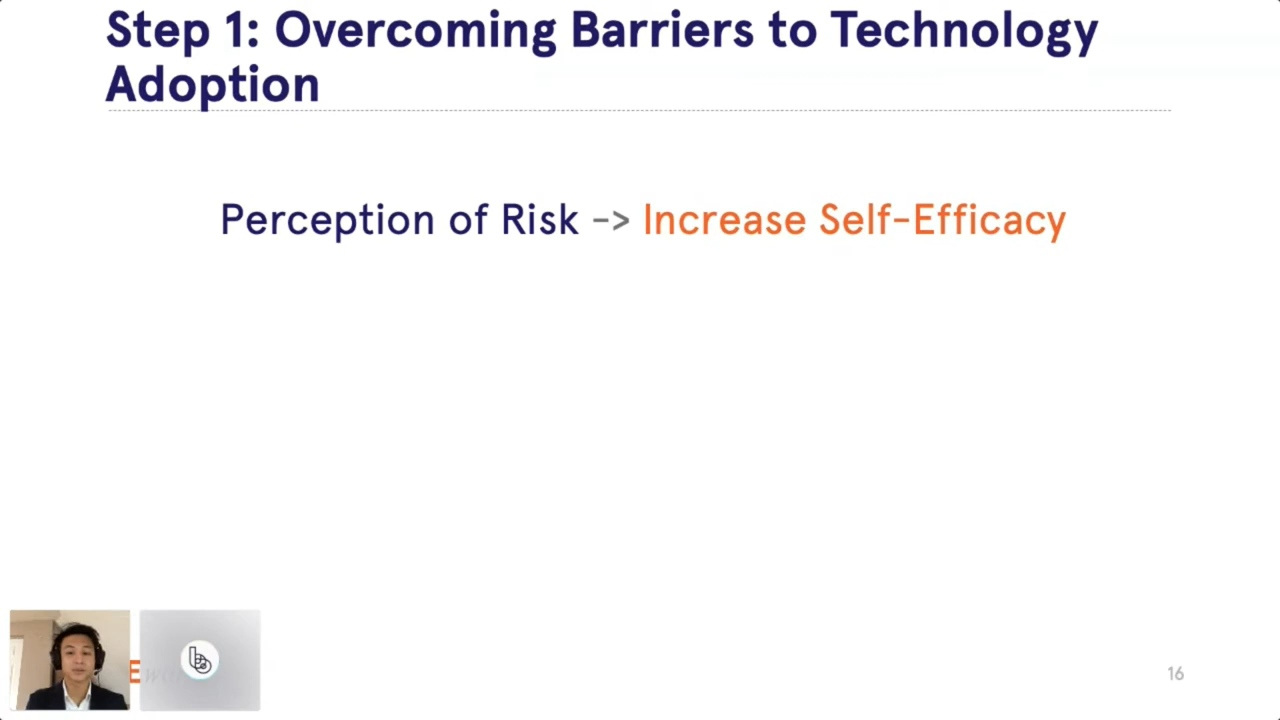 Step 1: Overcoming Barriers to Technology
Adoption
Perception of Risk -> Increase Self-Efficacy
16